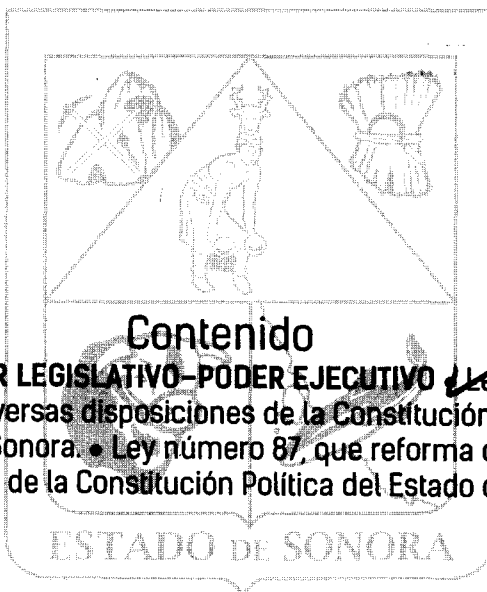 Contenido
R LEGISLATIVO–PODER EJECUTIVO • Le
versas disposiciones de la Constitución
Sonora. • Ley número 87, que reforma d
de la Constitución Política del Estado d
ESTADO DE SONORA